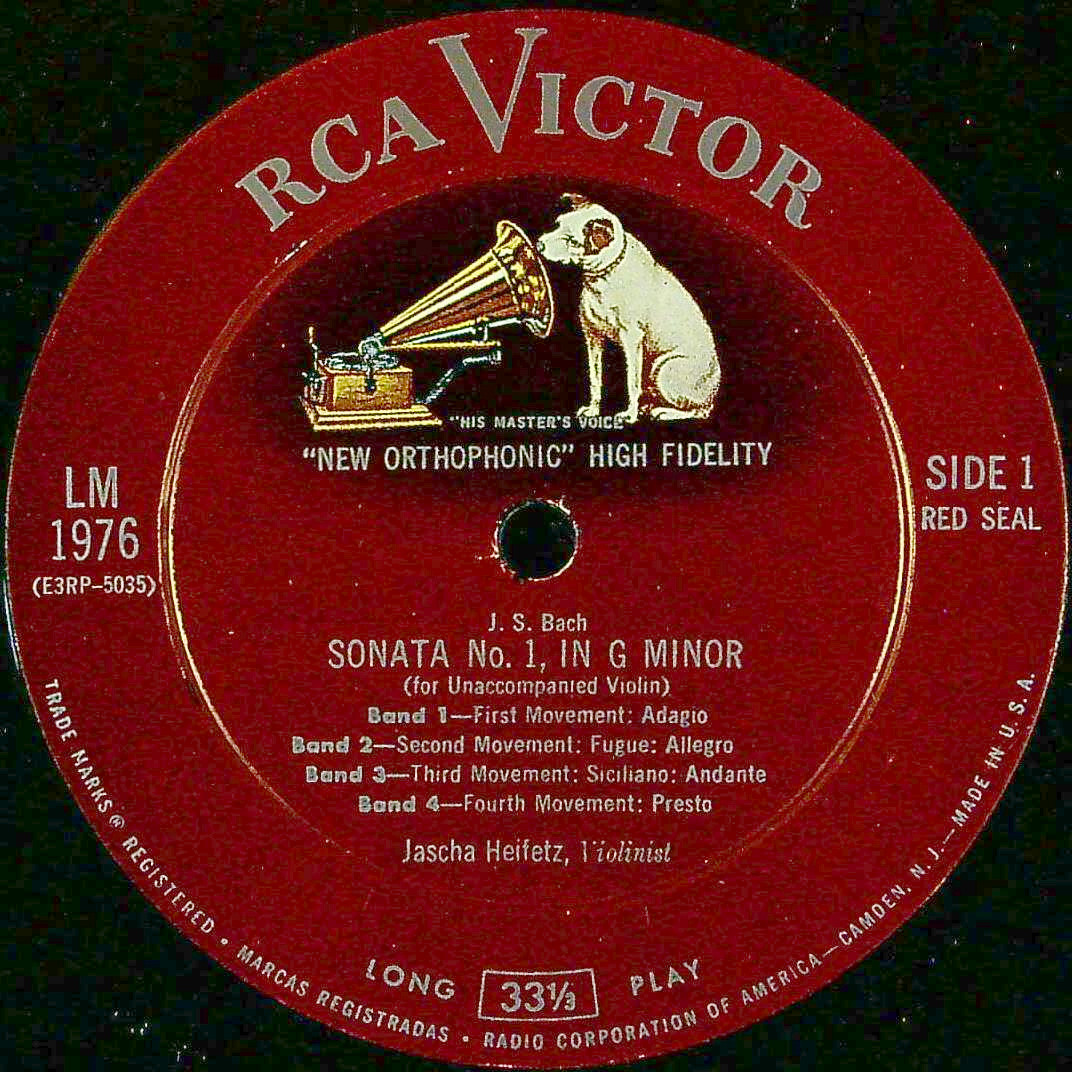 RCA VICTOR
"HIS MASTER'S VOICE"
"NEW ORTHOPHONIC" HIGH FIDELITY
LM
1976
(E3RP-5035)
SIDE 1
RED SEAL
J. S. Bach
SONATA No. 1, IN G MINOR
(for Unaccompanied Violin)
Band 1—First Movement: Adagio
Band 2—Second Movement: Fugue: Allegro
Band 3—Third Movement: Siciliano: Andante
Band 4—Fourth Movement: Presto
Jascha Heifetz, Violinist
LONG 33⅓ PLAY
TRADE MARKS ® REGISTERED • MARCAS REGISTRADAS • RADIO CORPORATION OF AMERICA—CAMDEN, N. J.—MADE IN U. S. A.